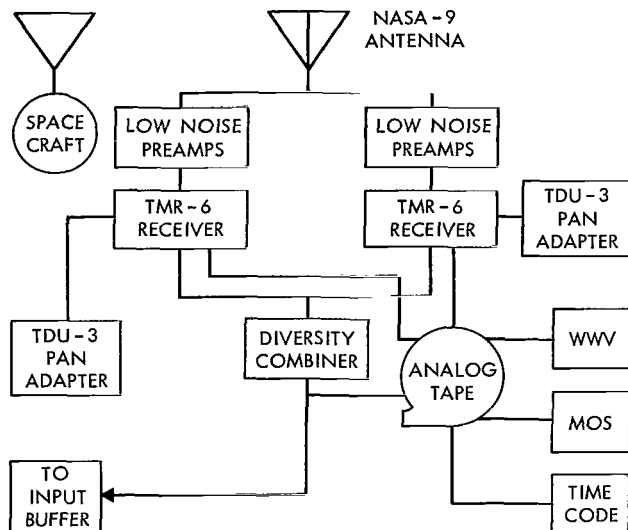 NASA-9
ANTENNA
SPACE
CRAFT
LOW NOISE
PREAMPS
LOW NOISE
PREAMPS
TMR-6
RECEIVER
TMR-6
RECEIVER
TDU-3
PAN
ADAPTER
TDU-3
PAN
ADAPTER
DIVERSITY
COMBINER
ANALOG
TAPE
WWV
MOS
TO
INPUT
BUFFER
TIME
CODE